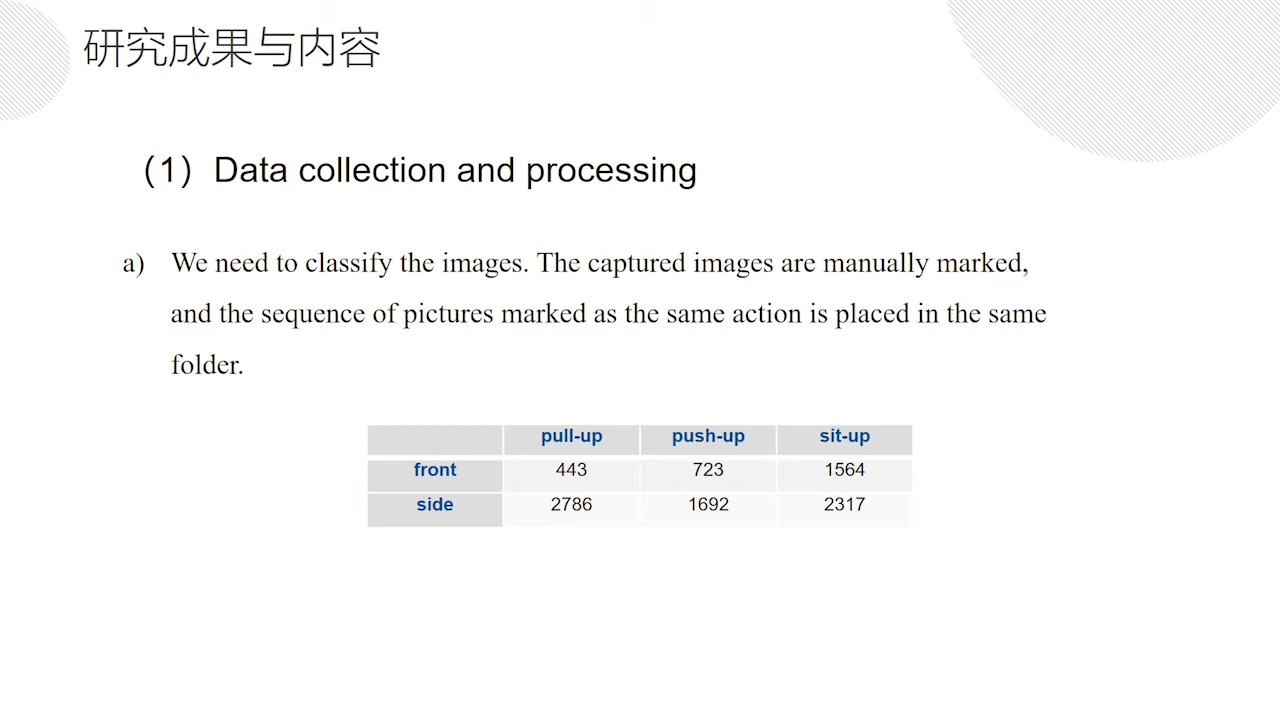 研究成果与内容
（1）Data collection and processing
a) We need to classify the images. The captured images are manually marked,
and the sequence of pictures marked as the same action is placed in the same
folder.
pull-up push-up sit-up
front 443 723 1564
side 2786 1692 2317